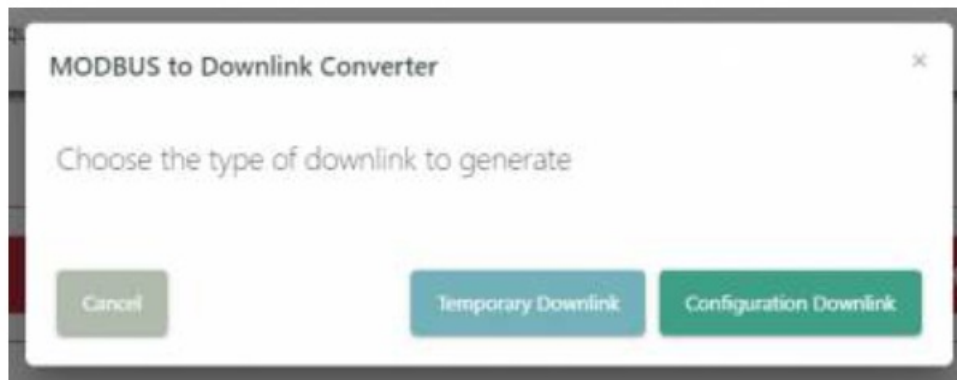 MODBUS to Downlink Converter
×
Choose the type of downlink to generate
Cancel
Temporary Downlink
Configuration Downlink